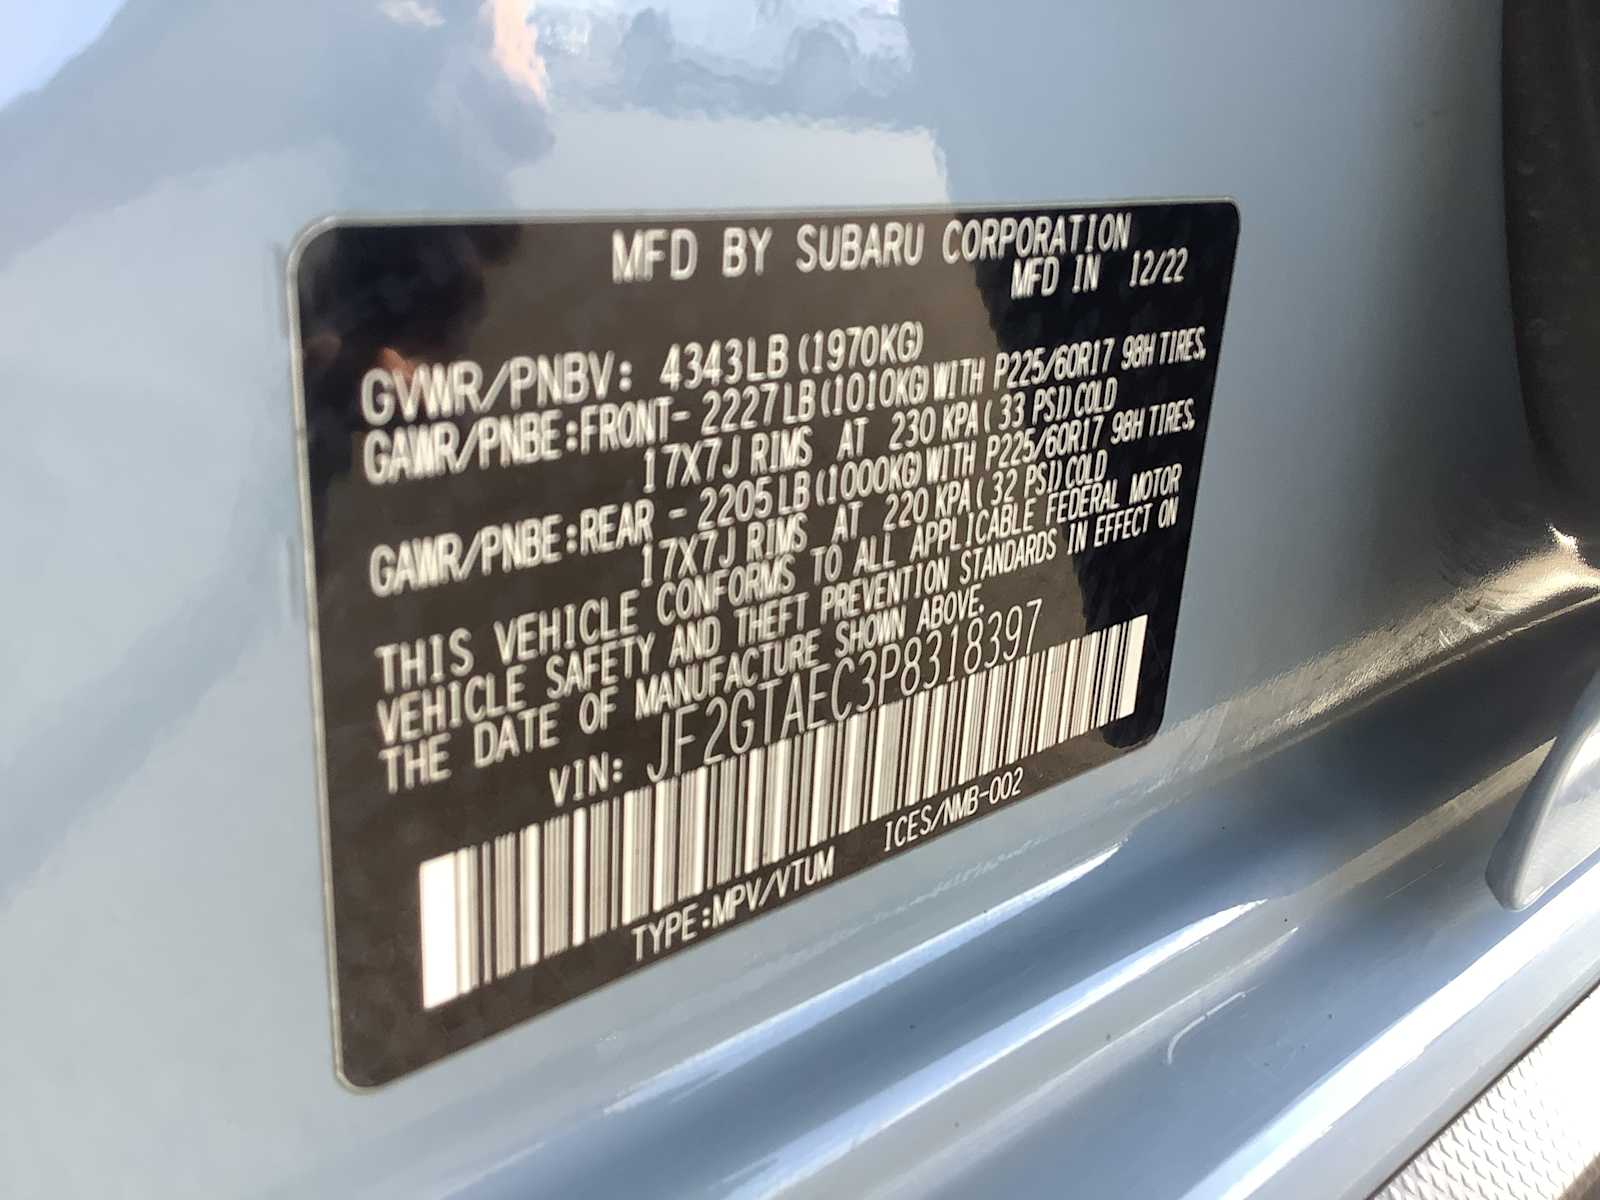 MFD BY SUBARU CORPORATION
MFD IN 12/22
GVWR/PNBV: 4343LB (1970KG)
GAWR/PNBE:FRONT- 2227LB(1010KG)WITH P225/60R17 98H TIRES,
17X7J RIMS AT 230 KPA( 33 PSI)COLD
GAWR/PNBE:REAR - 2205LB(1000KG)WITH P225/60R17 98H TIRES,
17X7J RIMS AT 220 KPA( 32 PSI)COLD
THIS VEHICLE CONFORMS TO ALL APPLICABLE FEDERAL MOTOR
VEHICLE SAFETY AND THEFT PREVENTION STANDARDS IN EFFECT ON
THE DATE OF MANUFACTURE SHOWN ABOVE.
VIN: JF2GTAEC3P8318397
TYPE:MPV/VTUM ICES/NMB-002